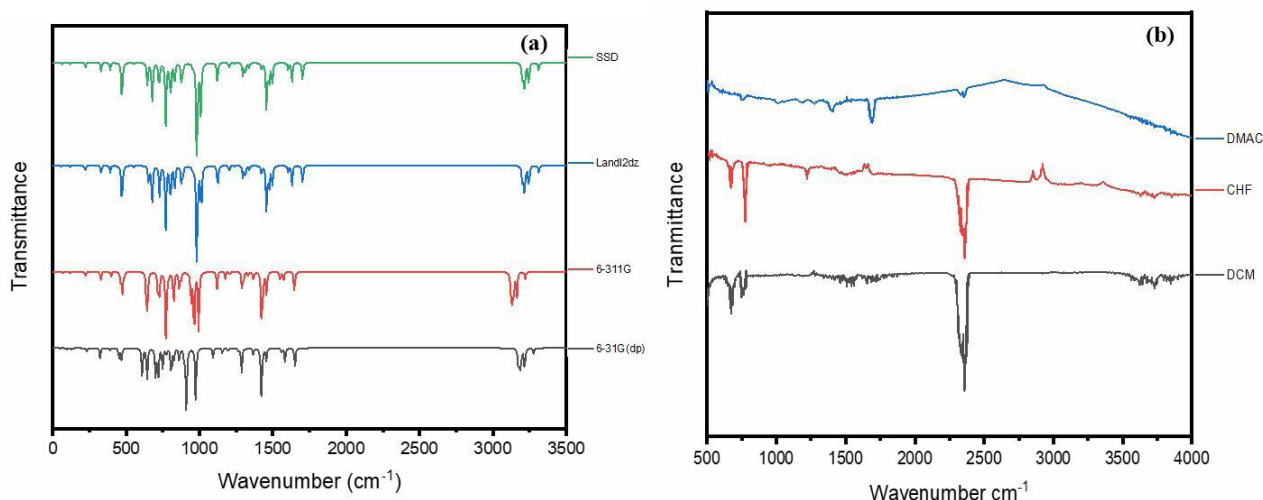 (a)
SSD
Landl2dz
6-311G
6-31G(dp)
Transmittance
0 500 1000 1500 2000 2500 3000 3500
Wavenumber (cm-1)
(b)
DMAC
CHF
DCM
Tranmittance
500 1000 1500 2000 2500 3000 3500 4000
Wavenumber cm-1